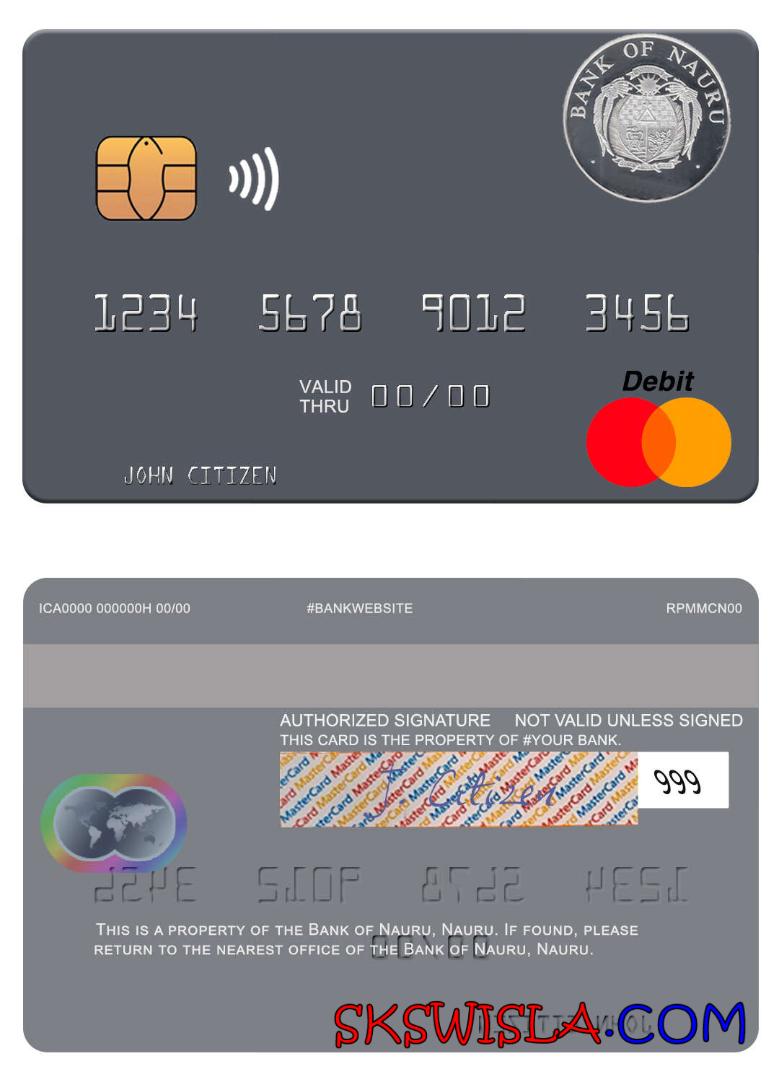 BANK OF NAURU
1234 5678 9012 3456
Debit
VALID THRU 00/00
JOHN CITIZEN
ICA0000 000000H 00/00 #BANKWEBSITE RPMMCN00
AUTHORIZED SIGNATURE NOT VALID UNLESS SIGNED
THIS CARD IS THE PROPERTY OF #YOUR BANK.
MasterCard MasterCard MasterCard MasterCard
J. Citizen
999
THIS IS A PROPERTY OF THE BANK OF NAURU, NAURU. IF FOUND, PLEASE
RETURN TO THE NEAREST OFFICE OF THE BANK OF NAURU, NAURU.
SKSWISLA.COM